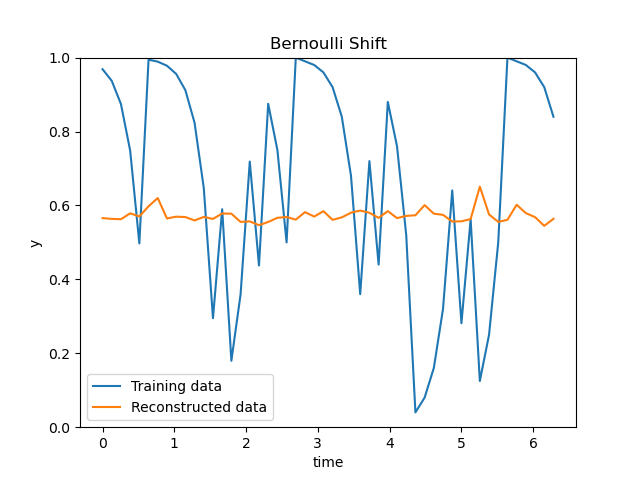 Bernoulli Shift
1.0
0.8
0.6
0.4
0.2
0.0
y
Training data
Reconstructed data
0 1 2 3 4 5 6
time